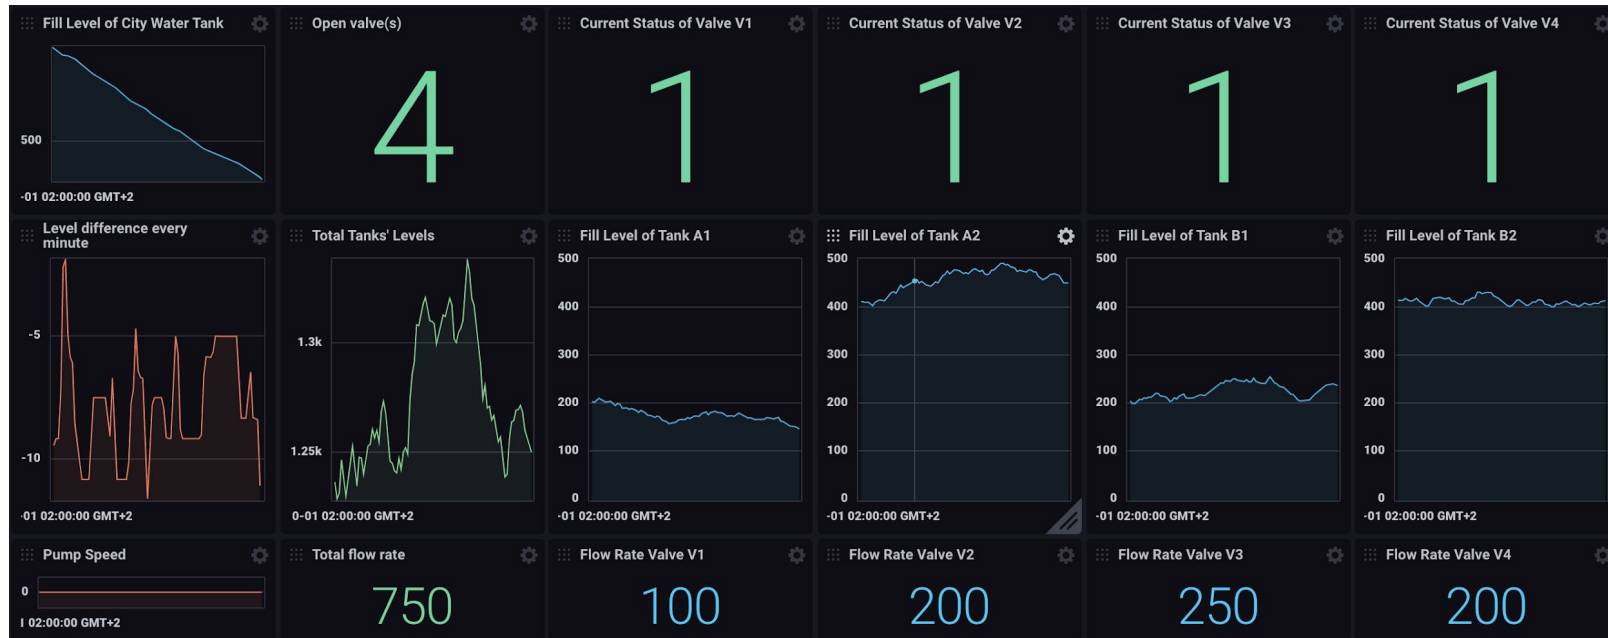 Fill Level of City Water Tank
500
-01 02:00:00 GMT+2
Open valve(s)
4
Current Status of Valve V1
1
Current Status of Valve V2
1
Current Status of Valve V3
1
Current Status of Valve V4
1
Level difference every
minute
-5
-10
-01 02:00:00 GMT+2
Total Tanks' Levels
1.3k
1.25k
0-01 02:00:00 GMT+2
Fill Level of Tank A1
500
400
300
200
100
0
-01 02:00:00 GMT+2
Fill Level of Tank A2
500
400
300
200
100
0
-01 02:00:00 GMT+2
Fill Level of Tank B1
500
400
300
200
100
0
-01 02:00:00 GMT+2
Fill Level of Tank B2
500
400
300
200
100
0
-01 02:00:00 GMT+2
Pump Speed
0
02:00:00 GMT+2
Total flow rate
750
Flow Rate Valve V1
100
Flow Rate Valve V2
200
Flow Rate Valve V3
250
Flow Rate Valve V4
200